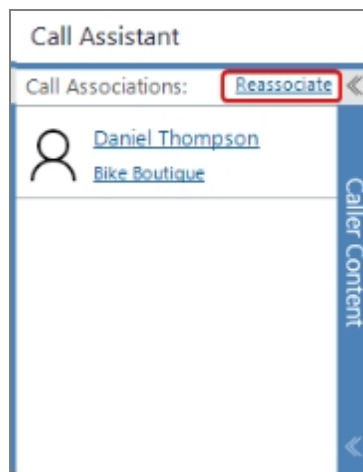 Call Assistant
Call Associations: Reassociate
Daniel Thompson
Bike Boutique
Caller Content